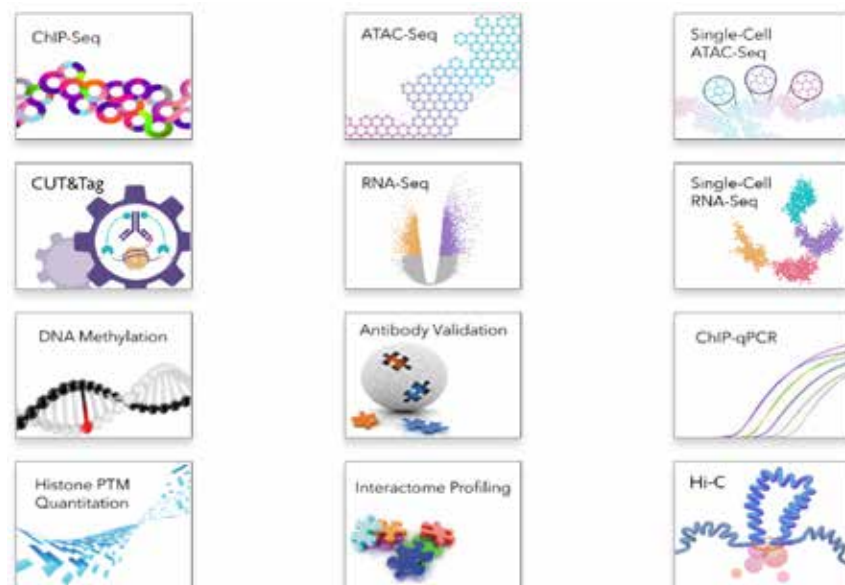 ChIP-Seq
ATAC-Seq
Single-Cell
ATAC-Seq
CUT&Tag
RNA-Seq
Single-Cell
RNA-Seq
DNA Methylation
Antibody Validation
ChIP-qPCR
Histone PTM
Quantitation
Interactome Profiling
Hi-C